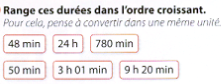 Range ces durées dans l'ordre croissant.
Pour cela, pense à convertir dans une même unité.
48 min 24 h 780 min
50 min 3 h 01 min 9 h 20 min